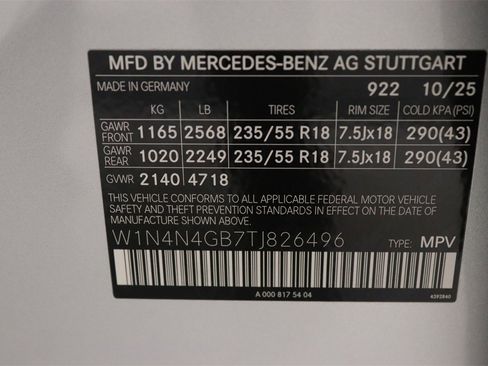 MFD BY MERCEDES-BENZ AG STUTTGART
MADE IN GERMANY 922 10/25
KG LB TIRES RIM SIZE COLD KPA(PSI)
GAWR FRONT 1165 2568 235/55 R18 7.5Jx18 290(43)
GAWR REAR 1020 2249 235/55 R18 7.5Jx18 290(43)
GVWR 2140 4718
THIS VEHICLE CONFORMS TO ALL APPLICABLE FEDERAL MOTOR VEHICLE
SAFETY STANDARDS IN EFFECT ON THE DATE OF
MANUFACTURE SHOWN ABOVE.
W1N4N4GB7TJ826496 TYPE: MPV
A 000 817 54 04 4392840